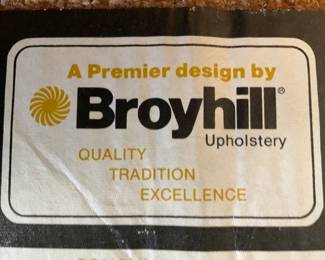 A Premier design by
Broyhill®
Upholstery
QUALITY
TRADITION
EXCELLENCE